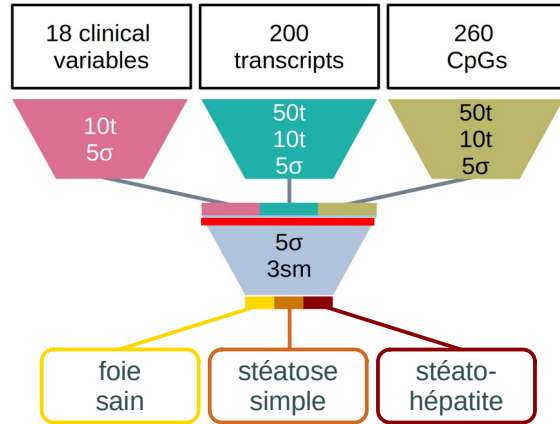 18 clinical
variables
200
transcripts
260
CpGs
10t
5σ
50t
10t
5σ
50t
10t
5σ
5σ
3sm
foie
sain
stéatose
simple
stéato-
hépatite